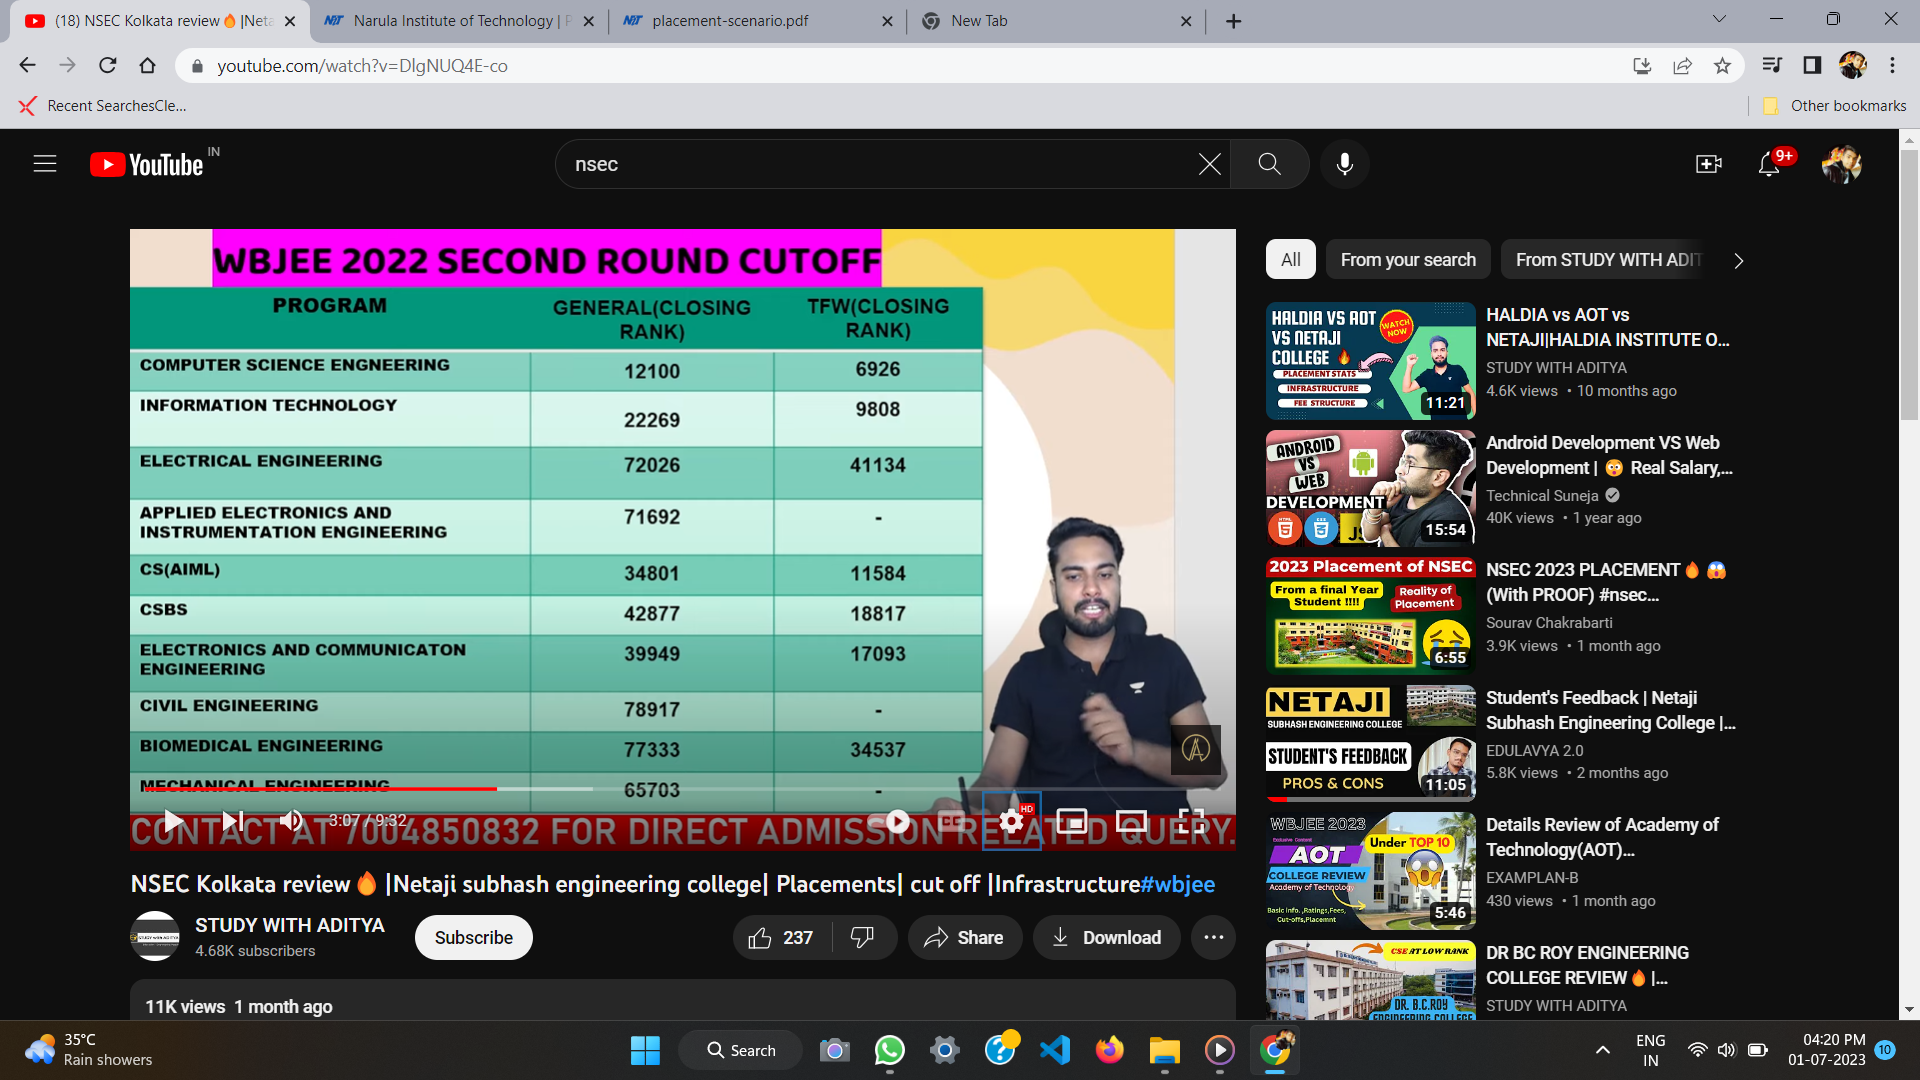 (18) NSEC Kolkata review🔥|Neta
Narula Institute of Technology | P
placement-scenario.pdf
New Tab
youtube.com/watch?v=DlgNUQ4E-co
Recent SearchesCle...
Other bookmarks
YouTube IN
nsec
9+
WBJEE 2022 SECOND ROUND CUTOFF
PROGRAM GENERAL(CLOSING RANK) TFW(CLOSING RANK)
COMPUTER SCIENCE ENGNEERING 12100 6926
INFORMATION TECHNOLOGY 22269 9808
ELECTRICAL ENGINEERING 72026 41134
APPLIED ELECTRONICS AND INSTRUMENTATION ENGINEERING 71692 -
CS(AIML) 34801 11584
CSBS 42877 18817
ELECTRONICS AND COMMUNICATON ENGINEERING 39949 17093
CIVIL ENGINEERING 78917 -
BIOMEDICAL ENGINEERING 77333 34537
MECHANICAL ENGINEERING 65703 -
3:07 / 9:32
CC
HD
CONTACT AT 7004850832 FOR DIRECT ADMISSION RELATED QUERY.
NSEC Kolkata review🔥 |Netaji subhash engineering college| Placements| cut off |Infrastructure#wbjee
STUDY WITH ADITYA
4.68K subscribers
Subscribe
237
Share
Download
11K views 1 month ago
All
From your search
From STUDY WITH ADIT
HALDIA VS AOT
VS NETAJI
COLLEGE 🔥
WATCH
NOW
PLACEMENT STATS
INFRASTRUCTURE
FEE STRUCTURE
11:21
HALDIA vs AOT vs
NETAJI|HALDIA INSTITUTE O...
STUDY WITH ADITYA
4.6K views • 10 months ago
ANDROID
VS
WEB
DEVELOPMENT
HTML
CSS
JS
15:54
Android Development VS Web
Development | 😳 Real Salary,...
Technical Suneja
40K views • 1 year ago
2023 Placement of NSEC
From a final Year
Student !!!!
Reality of
Placement
6:55
NSEC 2023 PLACEMENT🔥 😱
(With PROOF) #nsec...
Sourav Chakrabarti
3.9K views • 1 month ago
NETAJI
SUBHASH ENGINEERING COLLEGE
STUDENT'S FEEDBACK
PROS & CONS
11:05
Student's Feedback | Netaji
Subhash Engineering College |...
EDULAVYA 2.0
5.8K views • 2 months ago
WBJEE 2023
Exclusive Content
AOT
COLLEGE REVIEW
Academy of Technology
Under TOP 10
Basic Info. ,Ratings,Fees,
Cut-offs,Placemnt
5:46
Details Review of Academy of
Technology(AOT)...
EXAMPLAN-B
430 views • 1 month ago
CSE AT LOW RANK
DR. B.C.ROY
ENGINEERING COLLEGE
DR BC ROY ENGINEERING
COLLEGE REVIEW🔥|...
STUDY WITH ADITYA
35°C
Rain showers
Search
ENG
IN
04:20 PM
01-07-2023
10